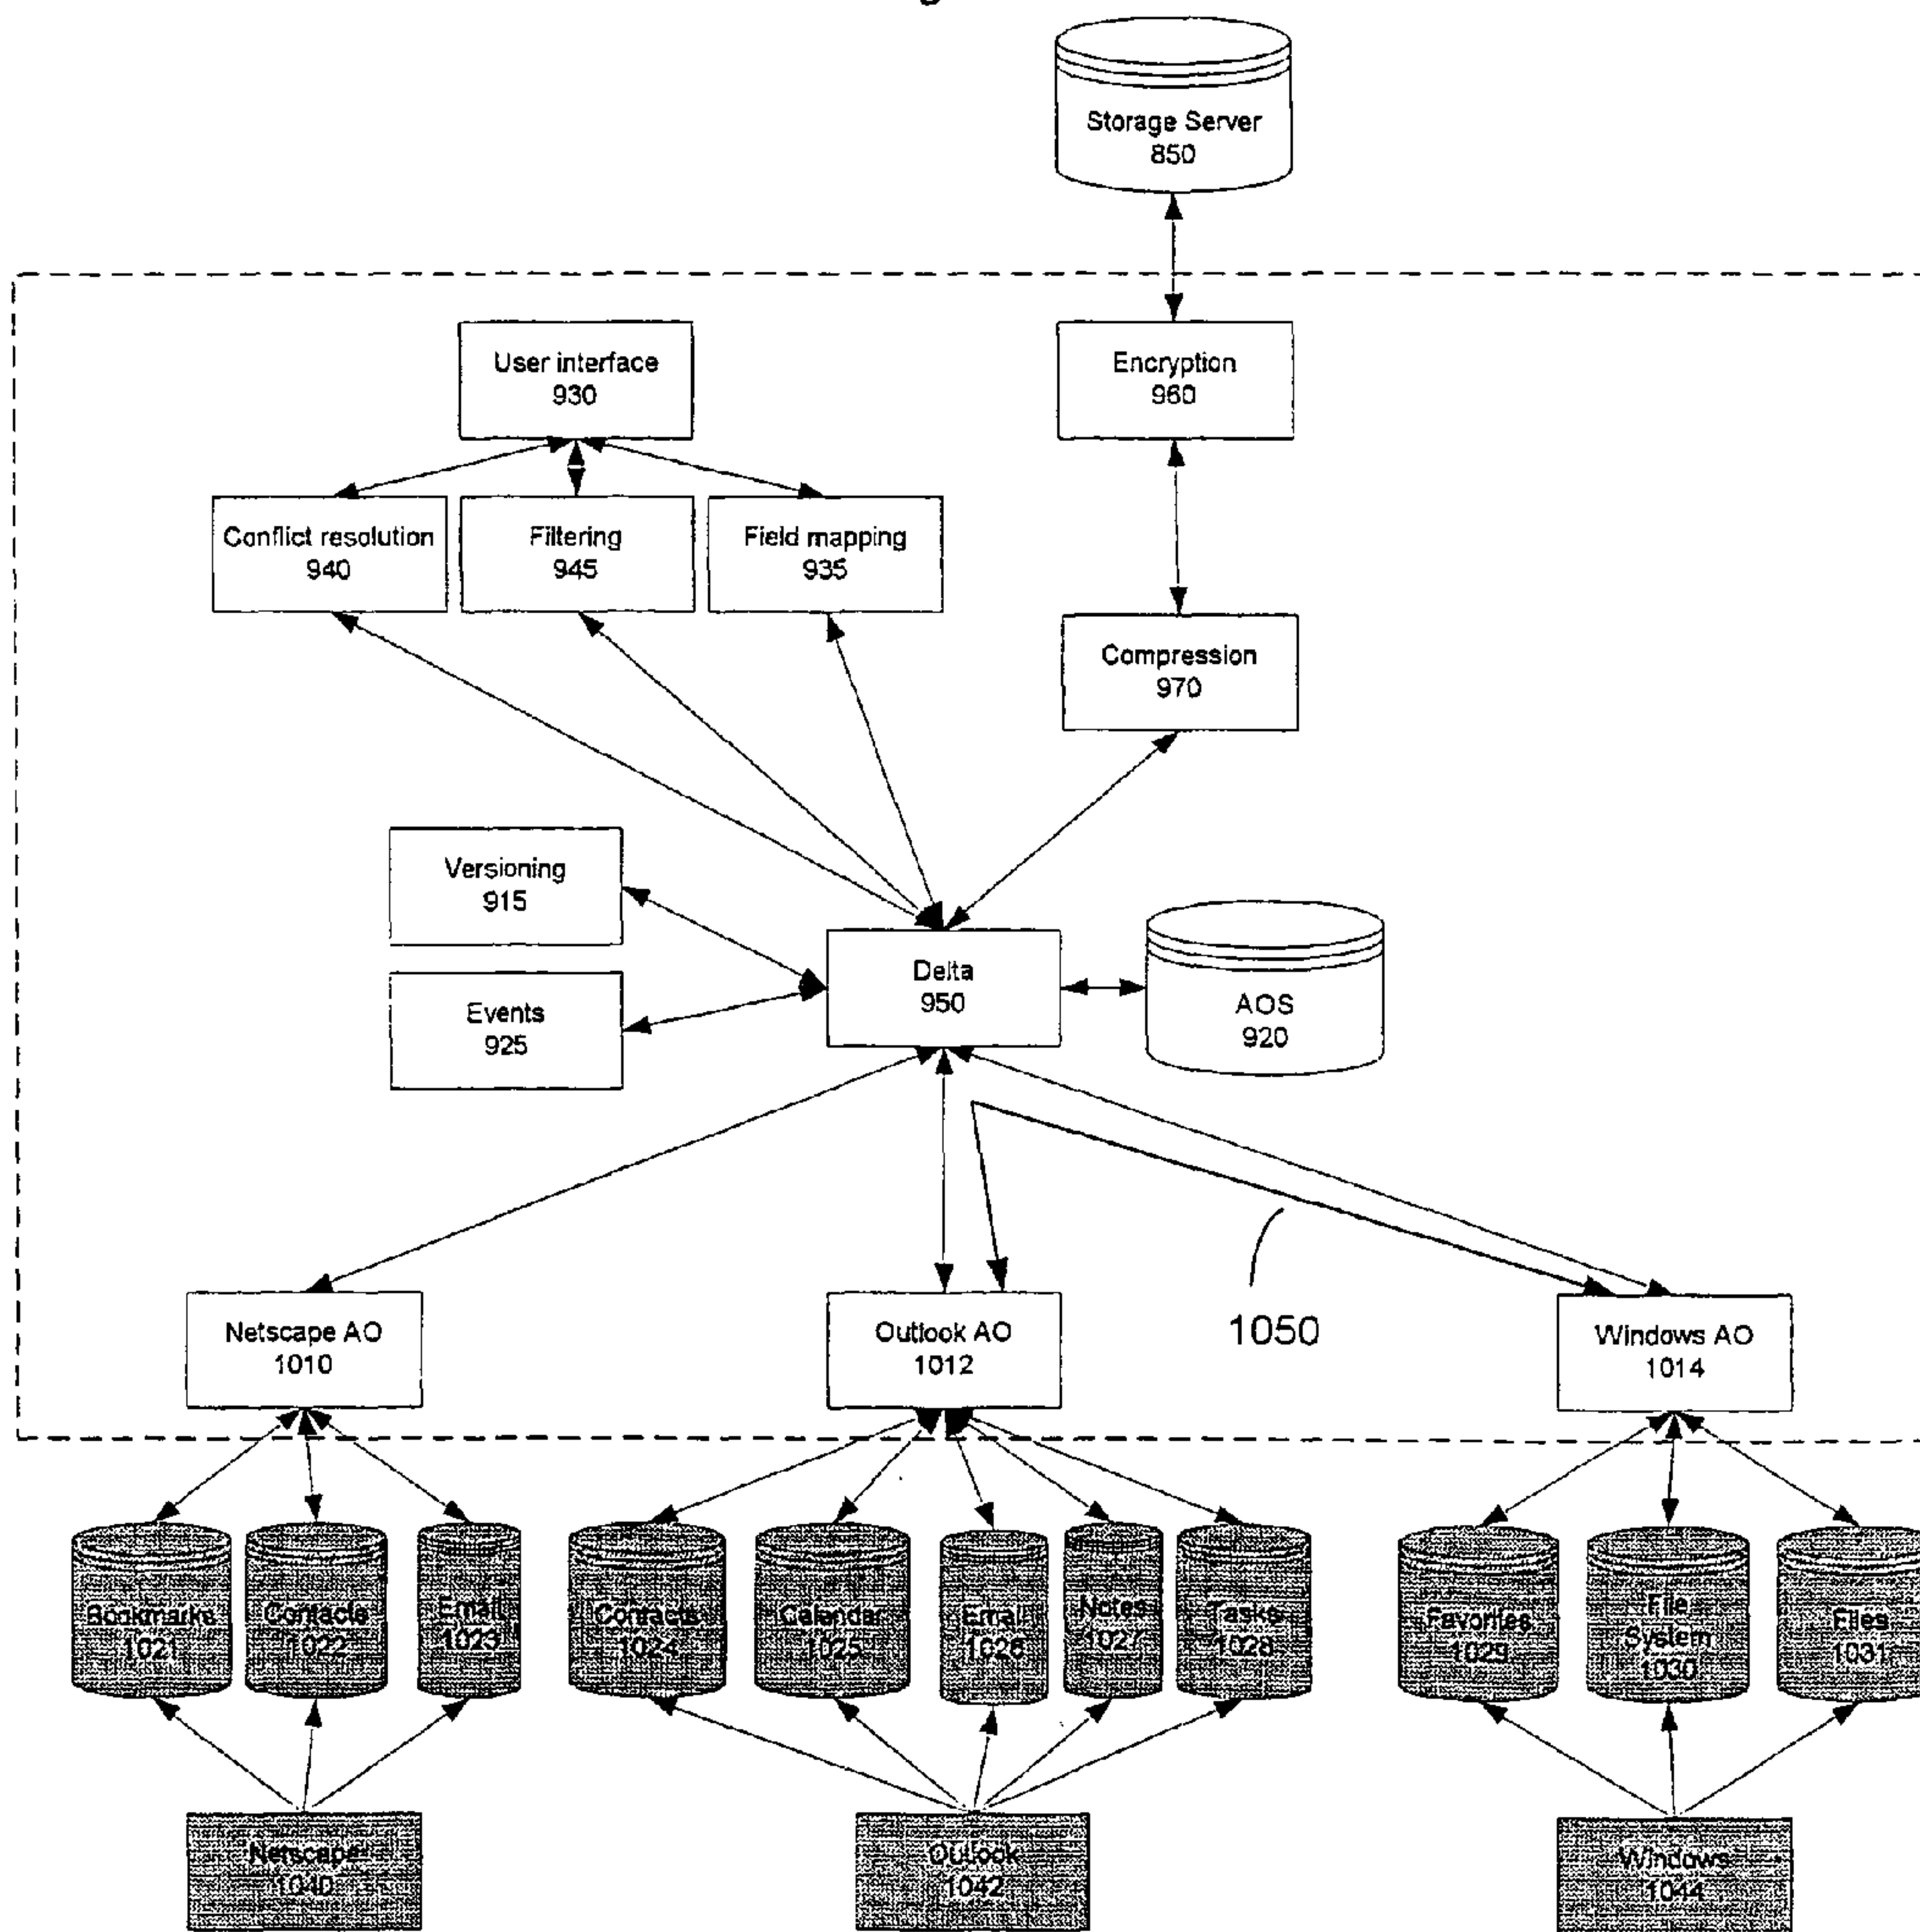 Storage Server
850
User interface
930
Encryption
960
Conflict resolution
940
Filtering
945
Field mapping
935
Compression
970
Versioning
915
Delta
950
AOS
920
Events
925
1050
Netscape AO
1010
Outlook AO
1012
Windows AO
1014
Bookmarks
1021
Contacts
1022
Email
1023
Contacts
1024
Calendar
1025
Email
1026
Notes
1027
Tasks
1028
Favorites
1029
File
System
1030
Files
1031
Netscape
1040
Outlook
1042
Windows
1044